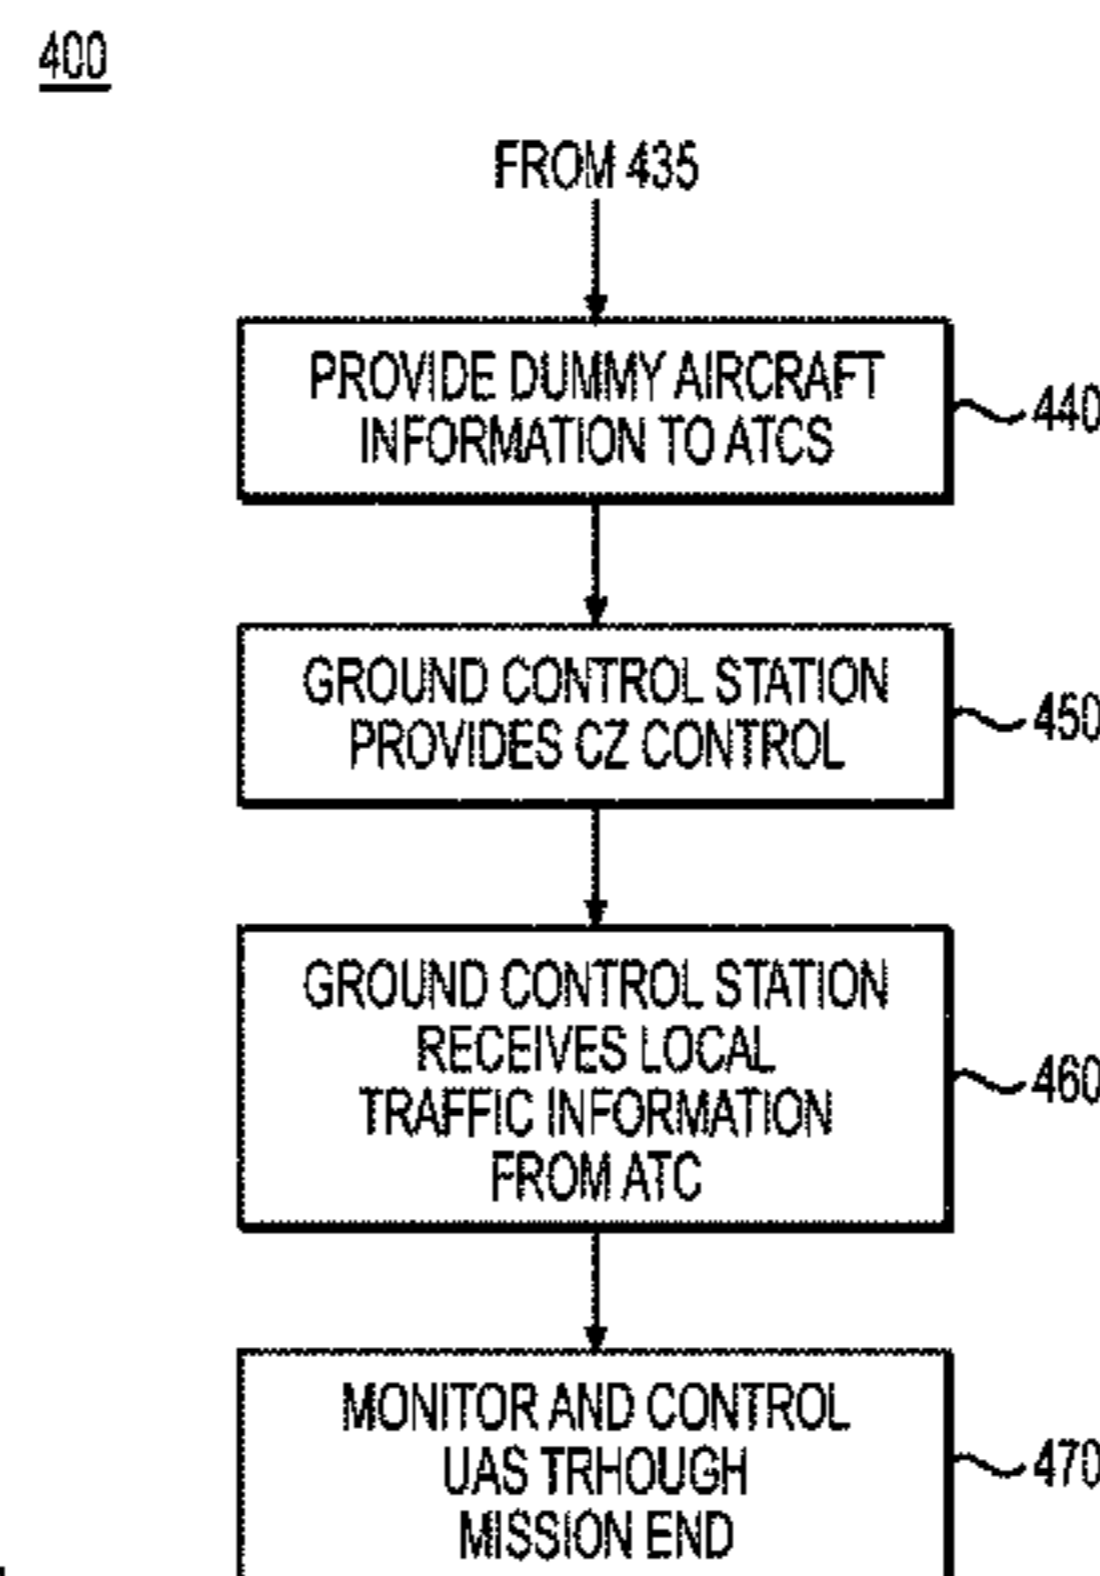 400
FROM 435
PROVIDE DUMMY AIRCRAFT
INFORMATION TO ATCS
440
GROUND CONTROL STATION
PROVIDES CZ CONTROL
450
GROUND CONTROL STATION
RECEIVES LOCAL
TRAFFIC INFORMATION
FROM ATC
460
MONITOR AND CONTROL
UAS TRHOUGH
MISSION END
470